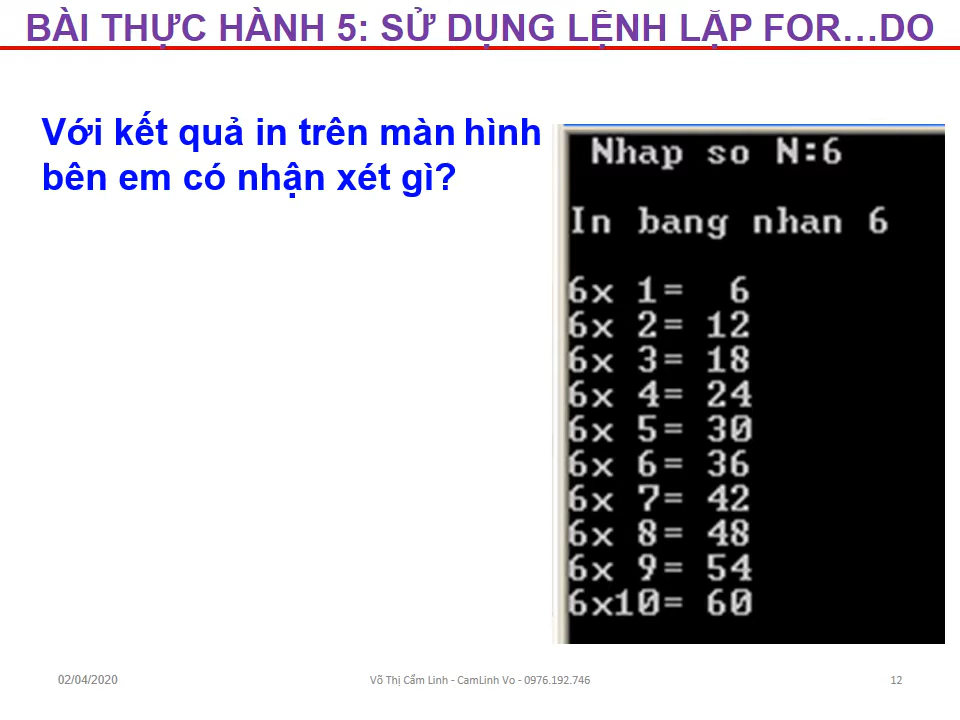 BÀI THỰC HÀNH 5: SỬ DỤNG LỆNH LẶP FOR...DO
Với kết quả in trên màn hình
bên em có nhận xét gì?
Nhap so N:6
In bang nhan 6
6x 1= 6
6x 2= 12
6x 3= 18
6x 4= 24
6x 5= 30
6x 6= 36
6x 7= 42
6x 8= 48
6x 9= 54
6x10= 60
02/04/2020
Võ Thị Cẩm Linh - CamLinh Vo - 0976.192.746
12